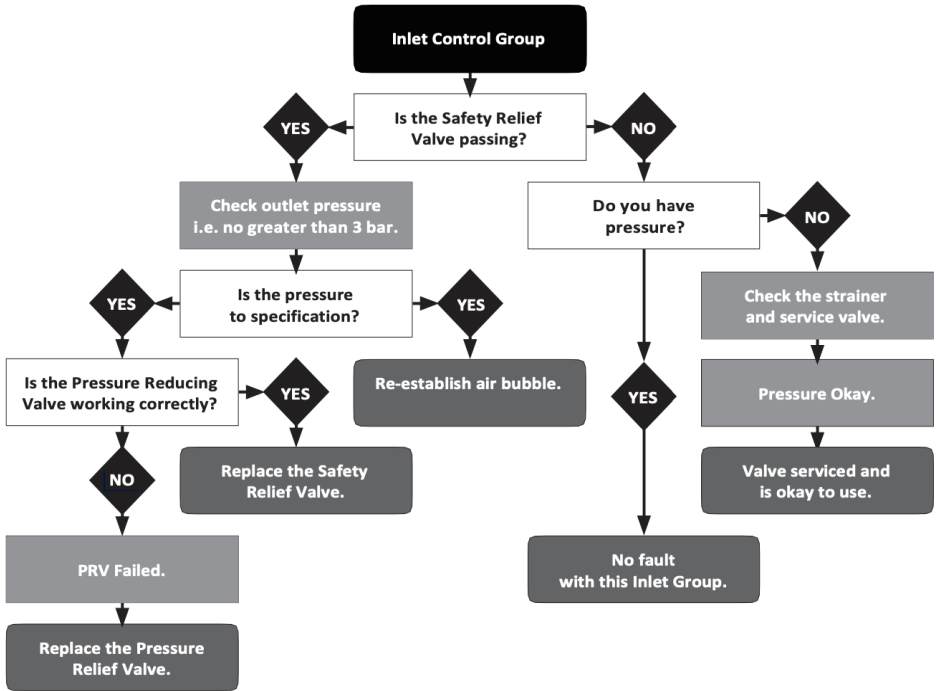 Inlet Control Group
Is the Safety Relief
Valve passing?
YES
NO
Check outlet pressure
i.e. no greater than 3 bar.
Do you have
pressure?
NO
YES
Is the pressure
to specification?
YES
Check the strainer
and service valve.
Is the Pressure Reducing
Valve working correctly?
YES
Re-establish air bubble.
YES
Pressure Okay.
NO
Replace the Safety
Relief Valve.
Valve serviced and
is okay to use.
PRV Failed.
No fault
with this Inlet Group.
Replace the Pressure
Relief Valve.